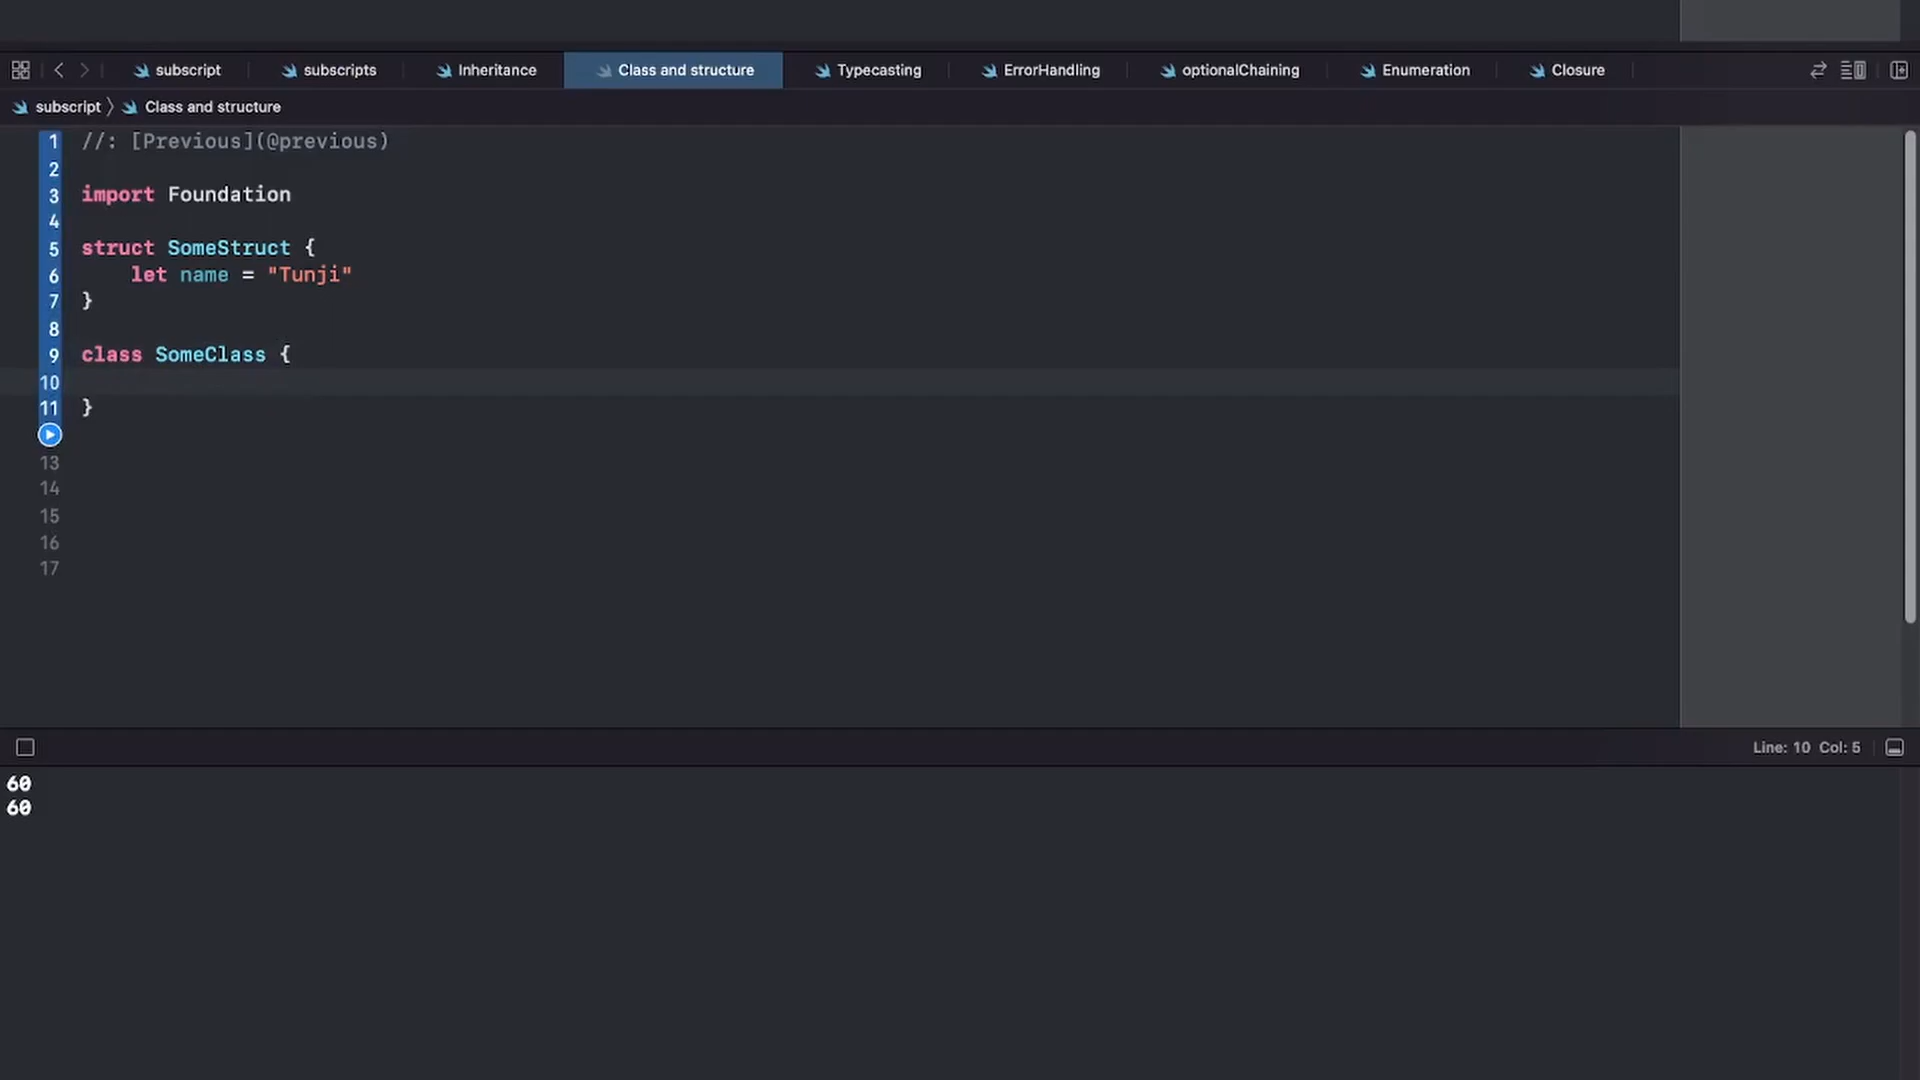 subscript subscripts Inheritance Class and structure Typecasting ErrorHandling optionalChaining Enumeration Closure
subscript 〉 Class and structure
1 //: [Previous](@previous)
2
3 import Foundation
4
5 struct SomeStruct {
6     let name = "Tunji"
7 }
8
9 class SomeClass {
10
11 }
13
14
15
16
17
Line: 10 Col: 5
60
60